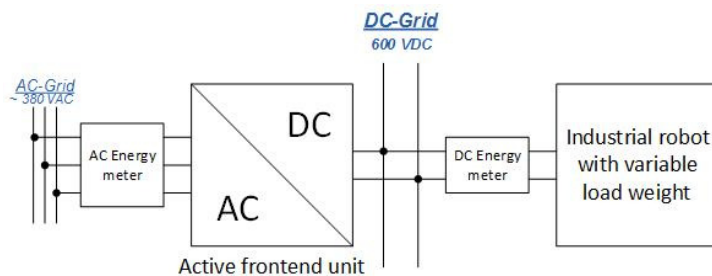 AC-Grid
~ 380 VAC
AC Energy
meter
DC
AC
Active frontend unit
DC-Grid
600 VDC
DC Energy
meter
Industrial robot
with variable
load weight